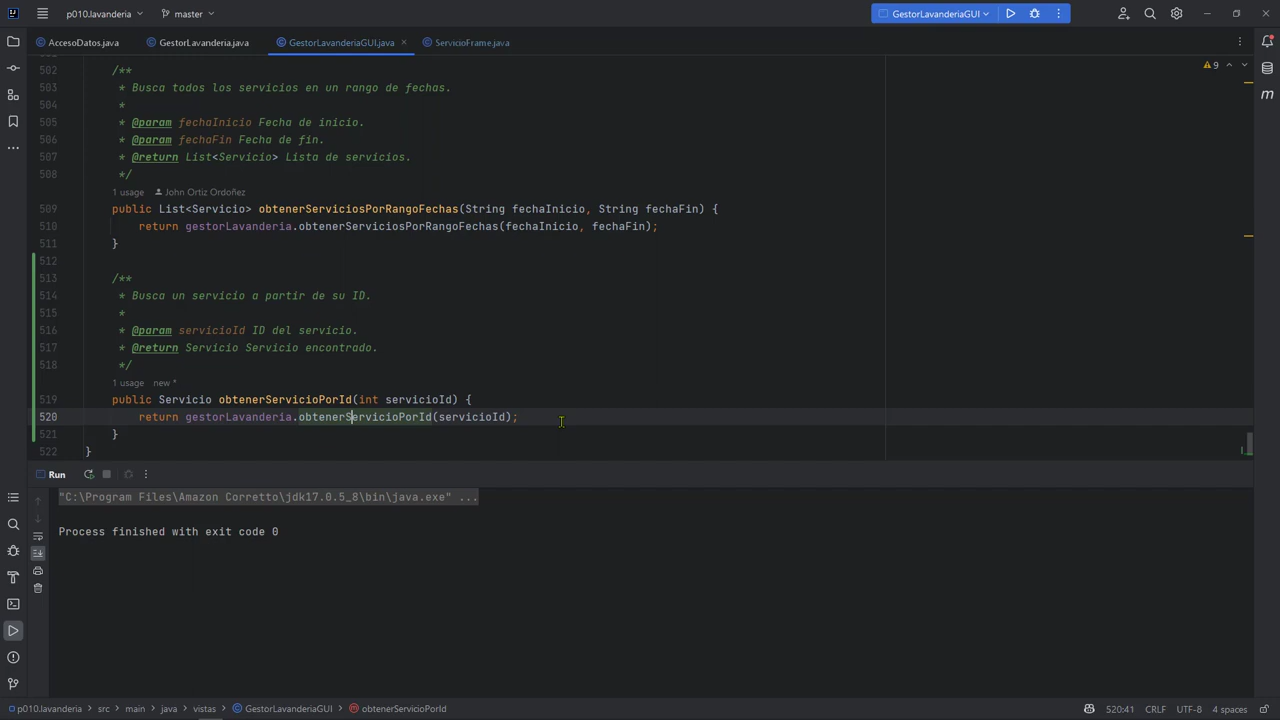 p010.lavanderia
master
GestorLavanderiaGUI
AccesoDatos.java
GestorLavanderia.java
GestorLavanderiaGUI.java
ServicioFrame.java
9
502 /**
503 * Busca todos los servicios en un rango de fechas.
504 *
505 * @param fechaInicio Fecha de inicio.
506 * @param fechaFin Fecha de fin.
507 * @return List<Servicio> Lista de servicios.
508 */
1 usage John Ortiz Ordoñez
509 public List<Servicio> obtenerServiciosPorRangoFechas(String fechaInicio, String fechaFin) {
510 return gestorLavanderia.obtenerServiciosPorRangoFechas(fechaInicio, fechaFin);
511 }
512
513 /**
514 * Busca un servicio a partir de su ID.
515 *
516 * @param servicioId ID del servicio.
517 * @return Servicio Servicio encontrado.
518 */
1 usage new *
519 public Servicio obtenerServicioPorId(int servicioId) {
520 return gestorLavanderia.obtenerServicioPorId(servicioId);
521 }
522 }
Run
"C:\Program Files\Amazon Corretto\jdk17.0.5_8\bin\java.exe" ...
Process finished with exit code 0
p010.lavanderia > src > main > java > vistas > GestorLavanderiaGUI > obtenerServicioPorId
520:41 CRLF UTF-8 4 spaces